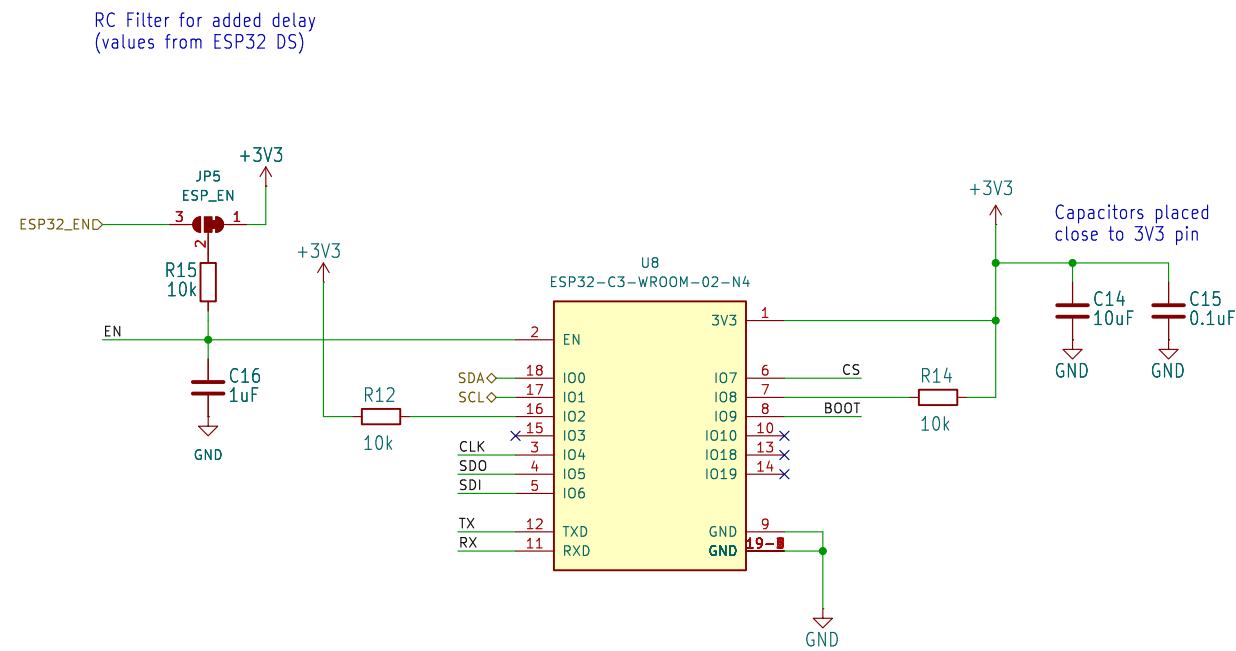 RC Filter for added delay
(values from ESP32 DS)
+3V3
JP5
ESP_EN
ESP32_EN
3
1
2
R15
10k
EN
C16
1uF
GND
+3V3
R12
10k
U8
ESP32-C3-WROOM-02-N4
2
EN
18
IO0
SDA
17
IO1
SCL
16
IO2
15
IO3
CLK
3
IO4
SDO
4
IO5
SDI
5
IO6
TX
12
TXD
RX
11
RXD
3V3
1
IO7
6
CS
IO8
7
IO9
8
BOOT
IO10
10
IO18
13
IO19
14
GND
9
GND
GND
R14
10k
+3V3
Capacitors placed
close to 3V3 pin
C14
10uF
GND
C15
0.1uF
GND